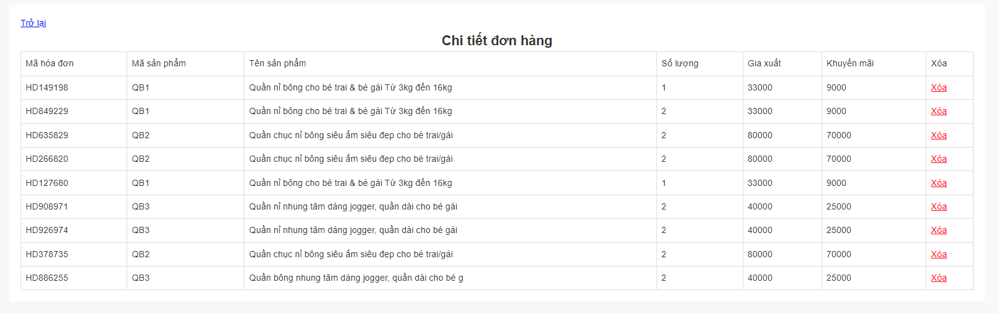 Trở lại
Chi tiết đơn hàng
Mã hóa đơn Mã sản phẩm Tên sản phẩm Số lượng Gia xuất Khuyến mãi Xóa
HD149198 QB1 Quần nỉ bông cho bé trai & bé gái Từ 3kg đến 16kg 1 33000 9000 Xóa
HD849229 QB1 Quần nỉ bông cho bé trai & bé gái Từ 3kg đến 16kg 2 33000 9000 Xóa
HD635829 QB2 Quần chục nỉ bông siêu ấm siêu đẹp cho bé trai/gái 2 80000 70000 Xóa
HD266820 QB2 Quần chục nỉ bông siêu ấm siêu đẹp cho bé trai/gái 2 80000 70000 Xóa
HD127680 QB1 Quần nỉ bông cho bé trai & bé gái Từ 3kg đến 16kg 1 33000 9000 Xóa
HD908971 QB3 Quần nỉ nhung tăm dáng jogger, quần dài cho bé gái 2 40000 25000 Xóa
HD926974 QB3 Quần nỉ nhung tăm dáng jogger, quần dài cho bé gái 2 40000 25000 Xóa
HD378735 QB2 Quần chục nỉ bông siêu ấm siêu đẹp cho bé trai/gái 2 80000 70000 Xóa
HD886255 QB3 Quần bông nhung tăm dáng jogger, quần dài cho bé g 2 40000 25000 Xóa